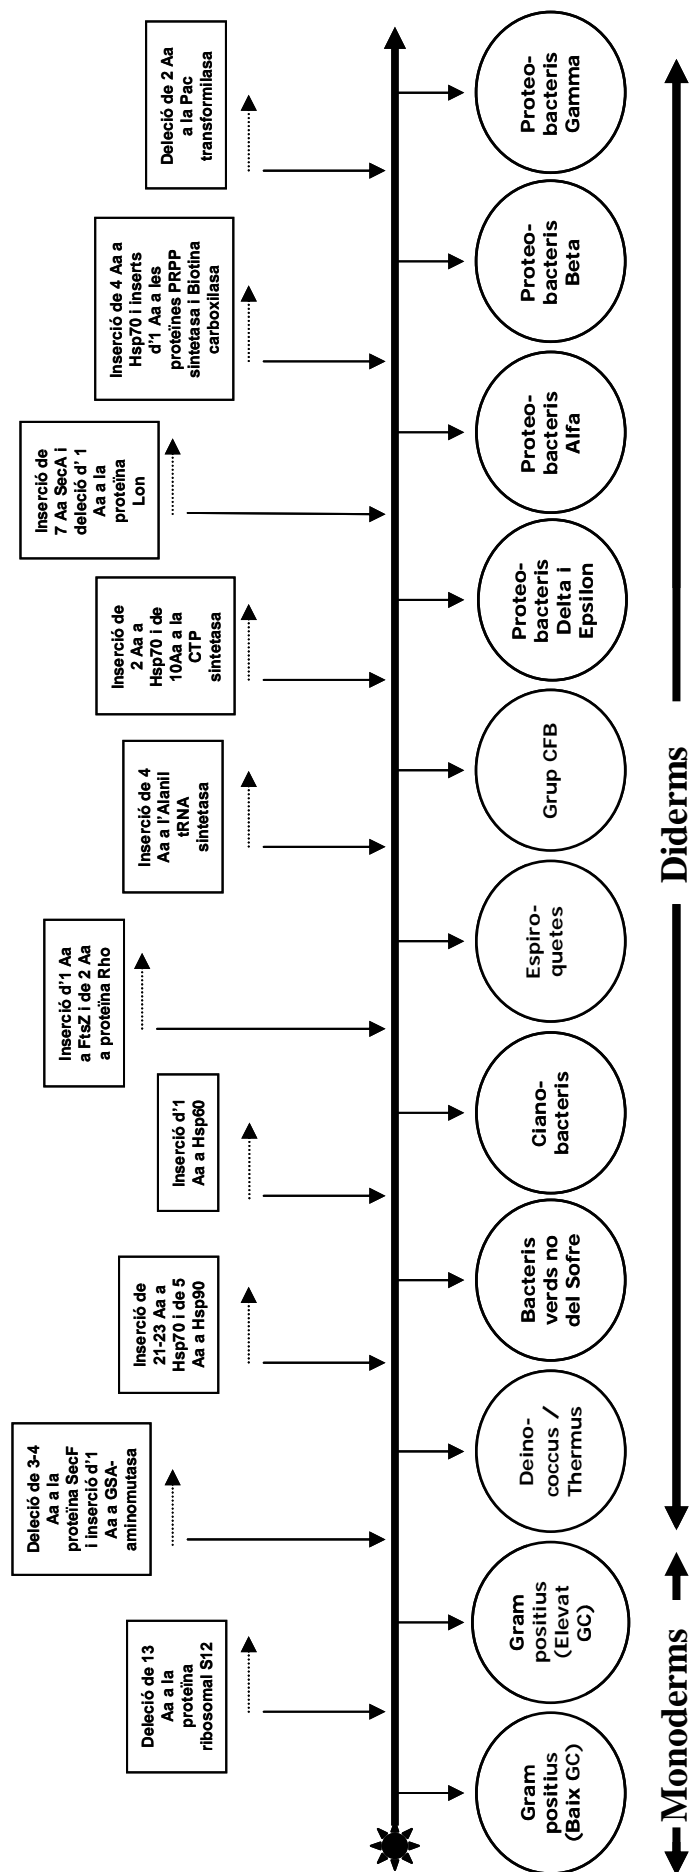 Deleció de 13
Aa a la
proteïna
ribosomal S12
Deleció de 3-4
Aa a la
proteïna SecF
i inserció d'1
Aa a GSA-
aminomutasa
Inserció de
21-23 Aa a
Hsp70 i de 5
Aa a Hsp90
Inserció d'1
Aa a Hsp60
Inserció d'1 Aa
a FtsZ i de 2 Aa
a proteïna Rho
Inserció de 4
Aa a l'Alanil
tRNA
sintetasa
Inserció de
2 Aa a
Hsp70 i de
10Aa a la
CTP
sintetasa
Inserció de
7 Aa SecA i
deleció d' 1
Aa a la
proteïna
Lon
Inserció de 4 Aa a
Hsp70 i inserts
d'1 Aa a les
proteïnes PRPP
sintetasa i Biotina
carboxilasa
Deleció de 2 Aa
a la Pac
transformilasa
Gram
positius
(Baix GC)
Gram
positius
(Elevat
GC)
Deino-
coccus /
Thermus
Bacteris
verds no
del Sofre
Ciano-
bacteris
Espiro-
quetes
Grup CFB
Proteo-
bacteris
Delta i
Epsilon
Proteo-
bacteris
Alfa
Proteo-
bacteris
Beta
Proteo-
bacteris
Gamma
Monoderms
Diderms